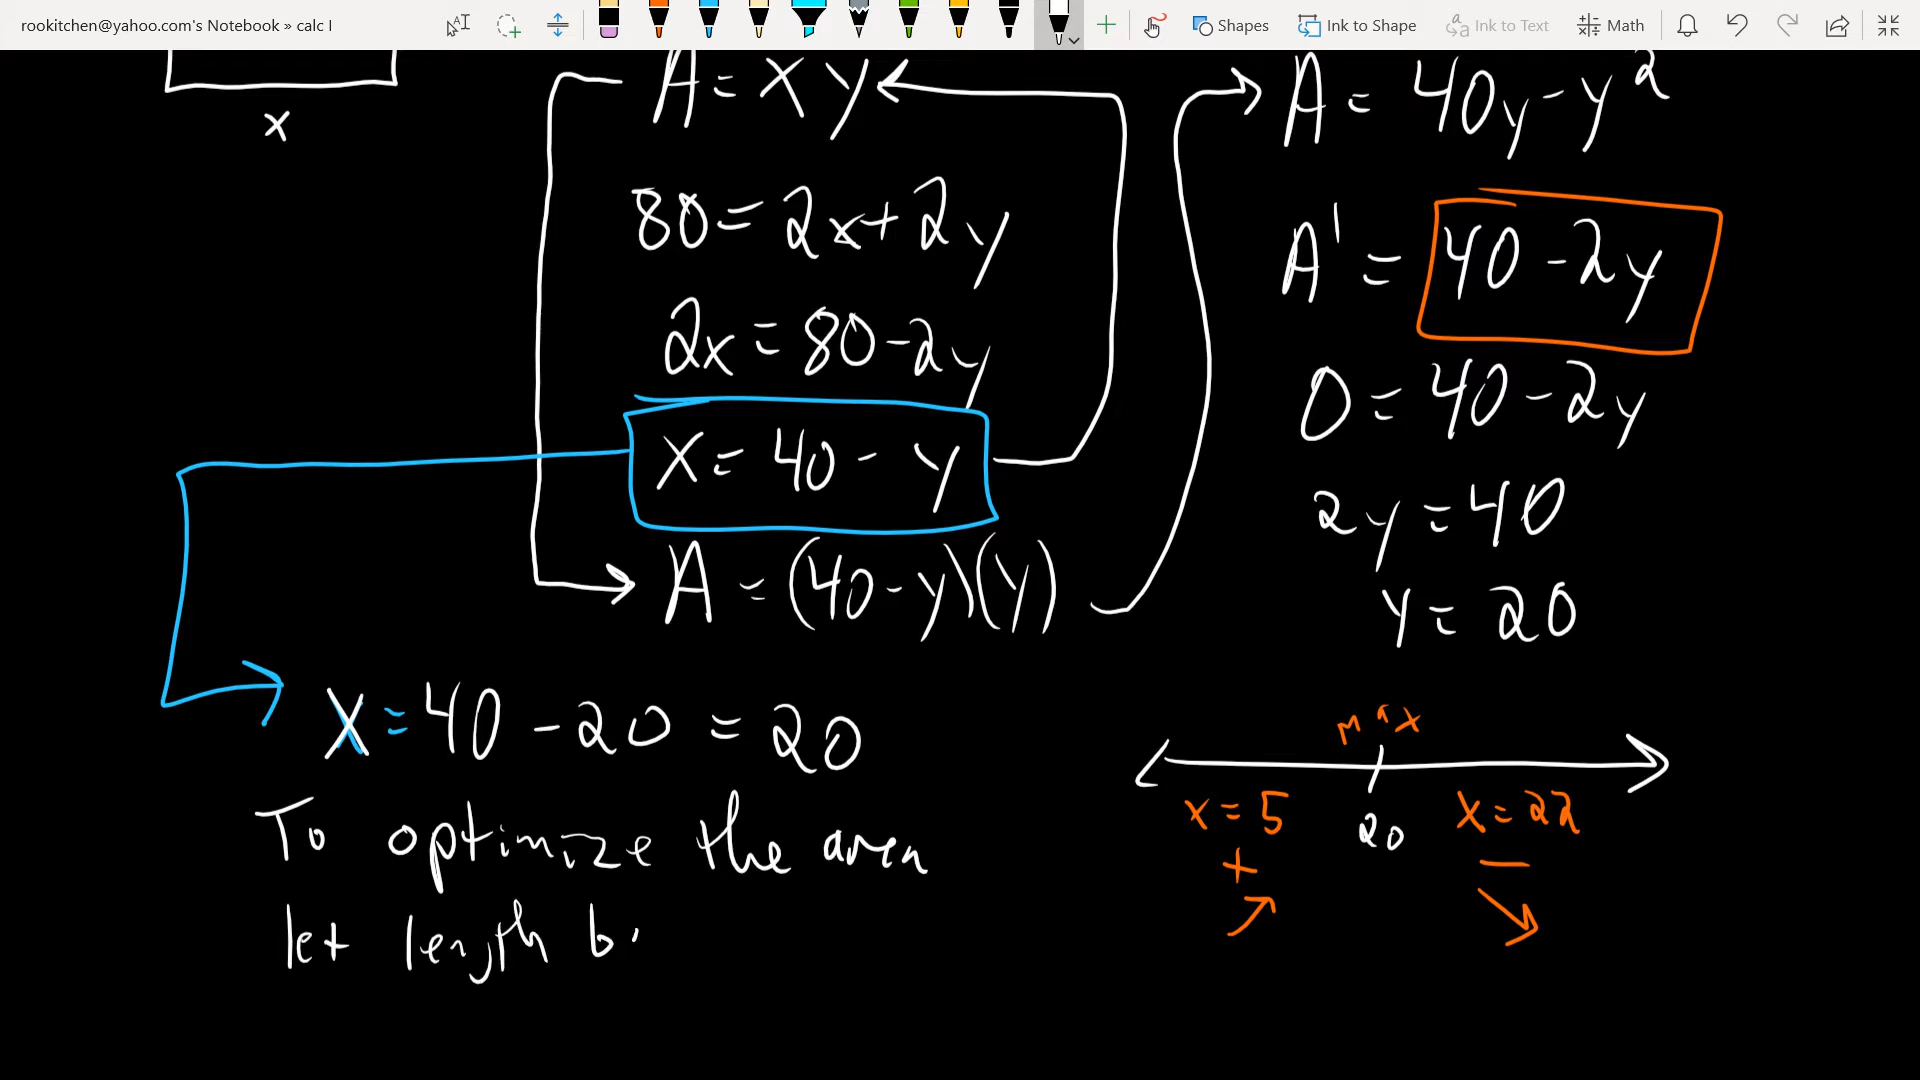 rookitchen@yahoo.com's Notebook » calc I
Shapes
Ink to Shape
Ink to Text
Math
x
A = xy
80 = 2x + 2y
2x = 80 - 2y
x = 40 - y
A = (40 - y)(y)
x = 40 - 20 = 20
To optimize the area
let length b
A = 40y - y²
A' = 40 - 2y
0 = 40 - 2y
2y = 40
y = 20
max
x = 5
20
x = 22
+
—